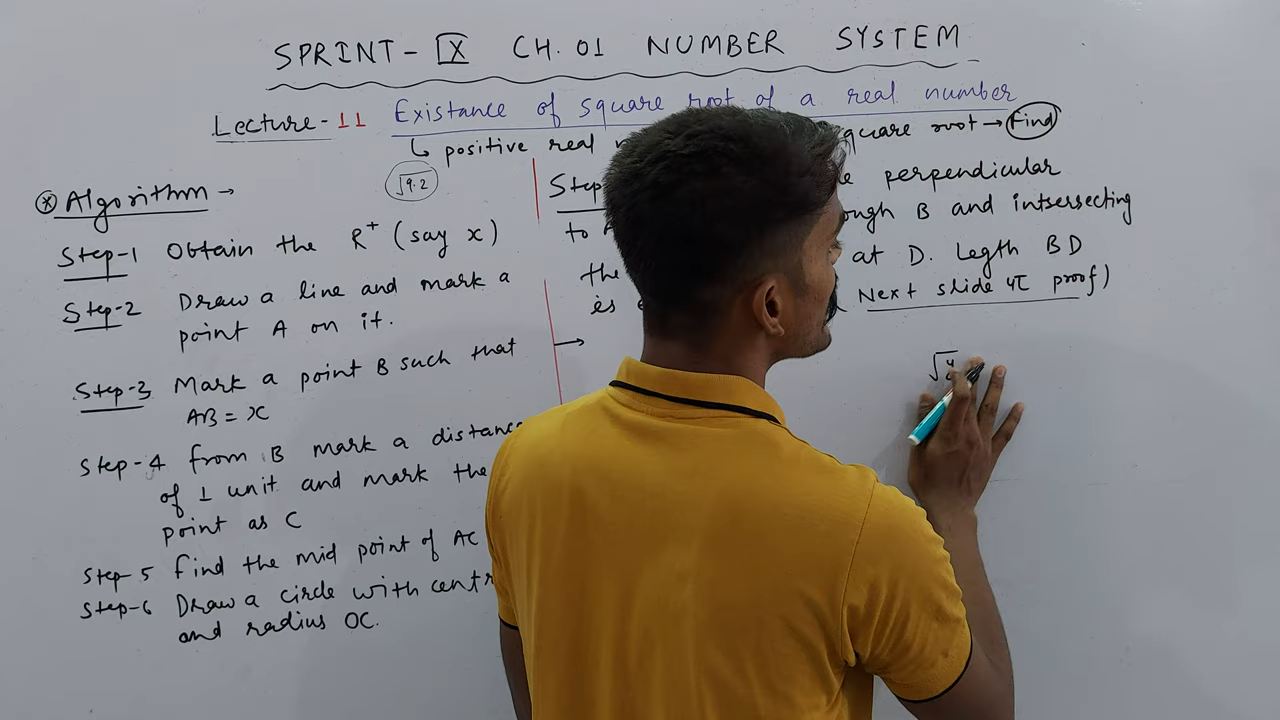 SPRINT - IX CH. 01 NUMBER SYSTEM
Lecture - 11 Existance of square root of a real number
↳ positive real square root → Find
√9.2
* Algorithm →
Step-1 Obtain the R+ (say x)
Step-2 Draw a line and mark a
point A on it.
Step-3 Mark a point B such that
AB = x
Step-4 from B mark a distance
of 1 unit and mark the
point as C
Step-5 find the mid point of AC
Step-6 Draw a circle with
and radius OC.
Step perpendicular
to B and intsersecting
the at D. Legth BD
is Next slide proof)
→